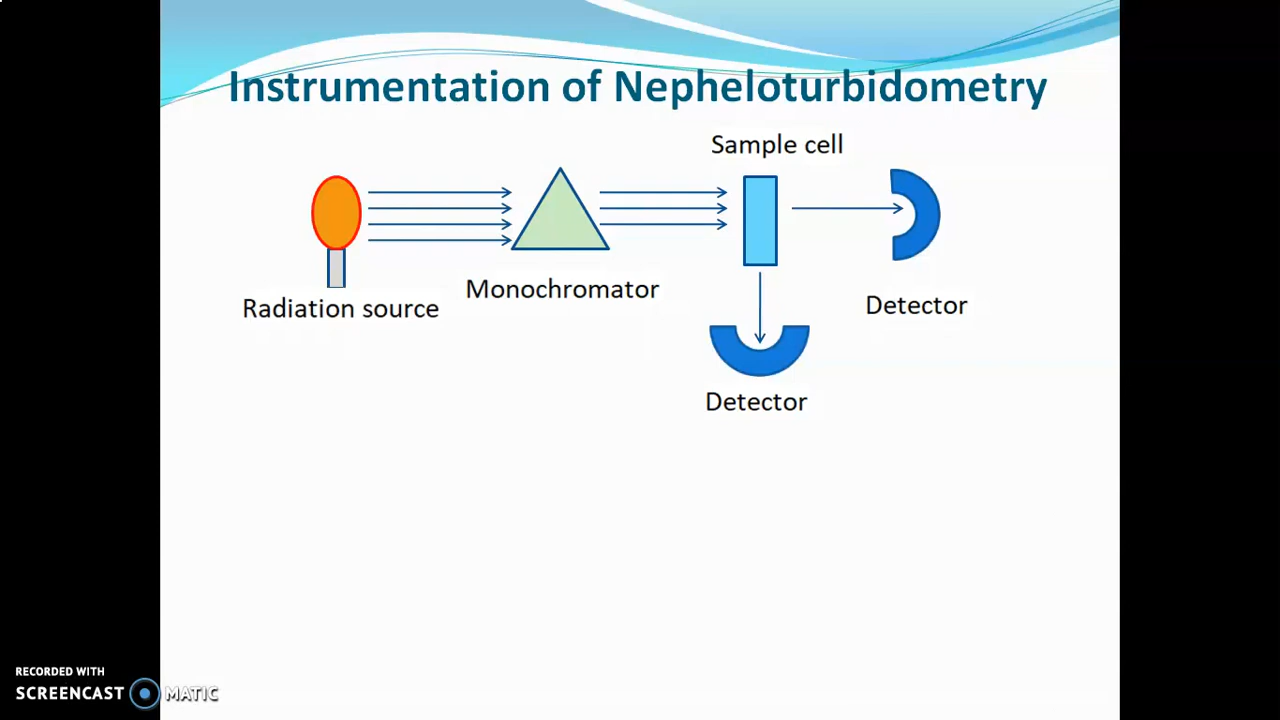 Instrumentation of Nepheloturbidometry
Sample cell
Radiation source
Monochromator
Detector
Detector
RECORDED WITH
SCREENCAST MATIC